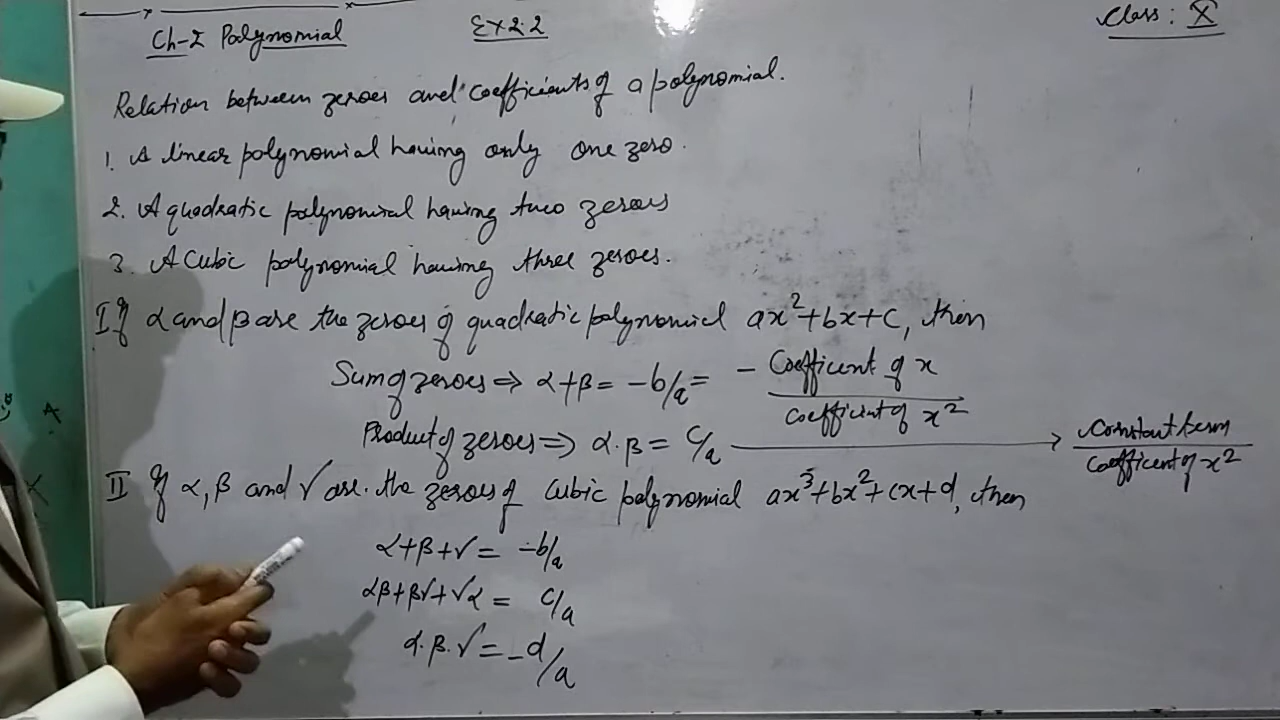 Ch-2 Polynomial Ex 2.2 Class: X
Relation between zeroes and coefficients of a polynomial.
1. A linear polynomial having only one zero.
2. A quadratic polynomial having two zeroes
3. A Cubic polynomial having three zeroes.
I If α and β are the zeroes of quadratic polynomial ax²+bx+c, then
Sum of zeroes ⇒ α+β = -b/a = - Coefficient of x / Coefficient of x²
Product of zeroes ⇒ α.β = c/a → Constant term / Coefficent of x²
II If α, β and γ are the zeroes of Cubic polynomial ax³+bx²+cx+d, then
α+β+γ = -b/a
αβ+βγ+γα = c/a
α.β.γ = -d/a